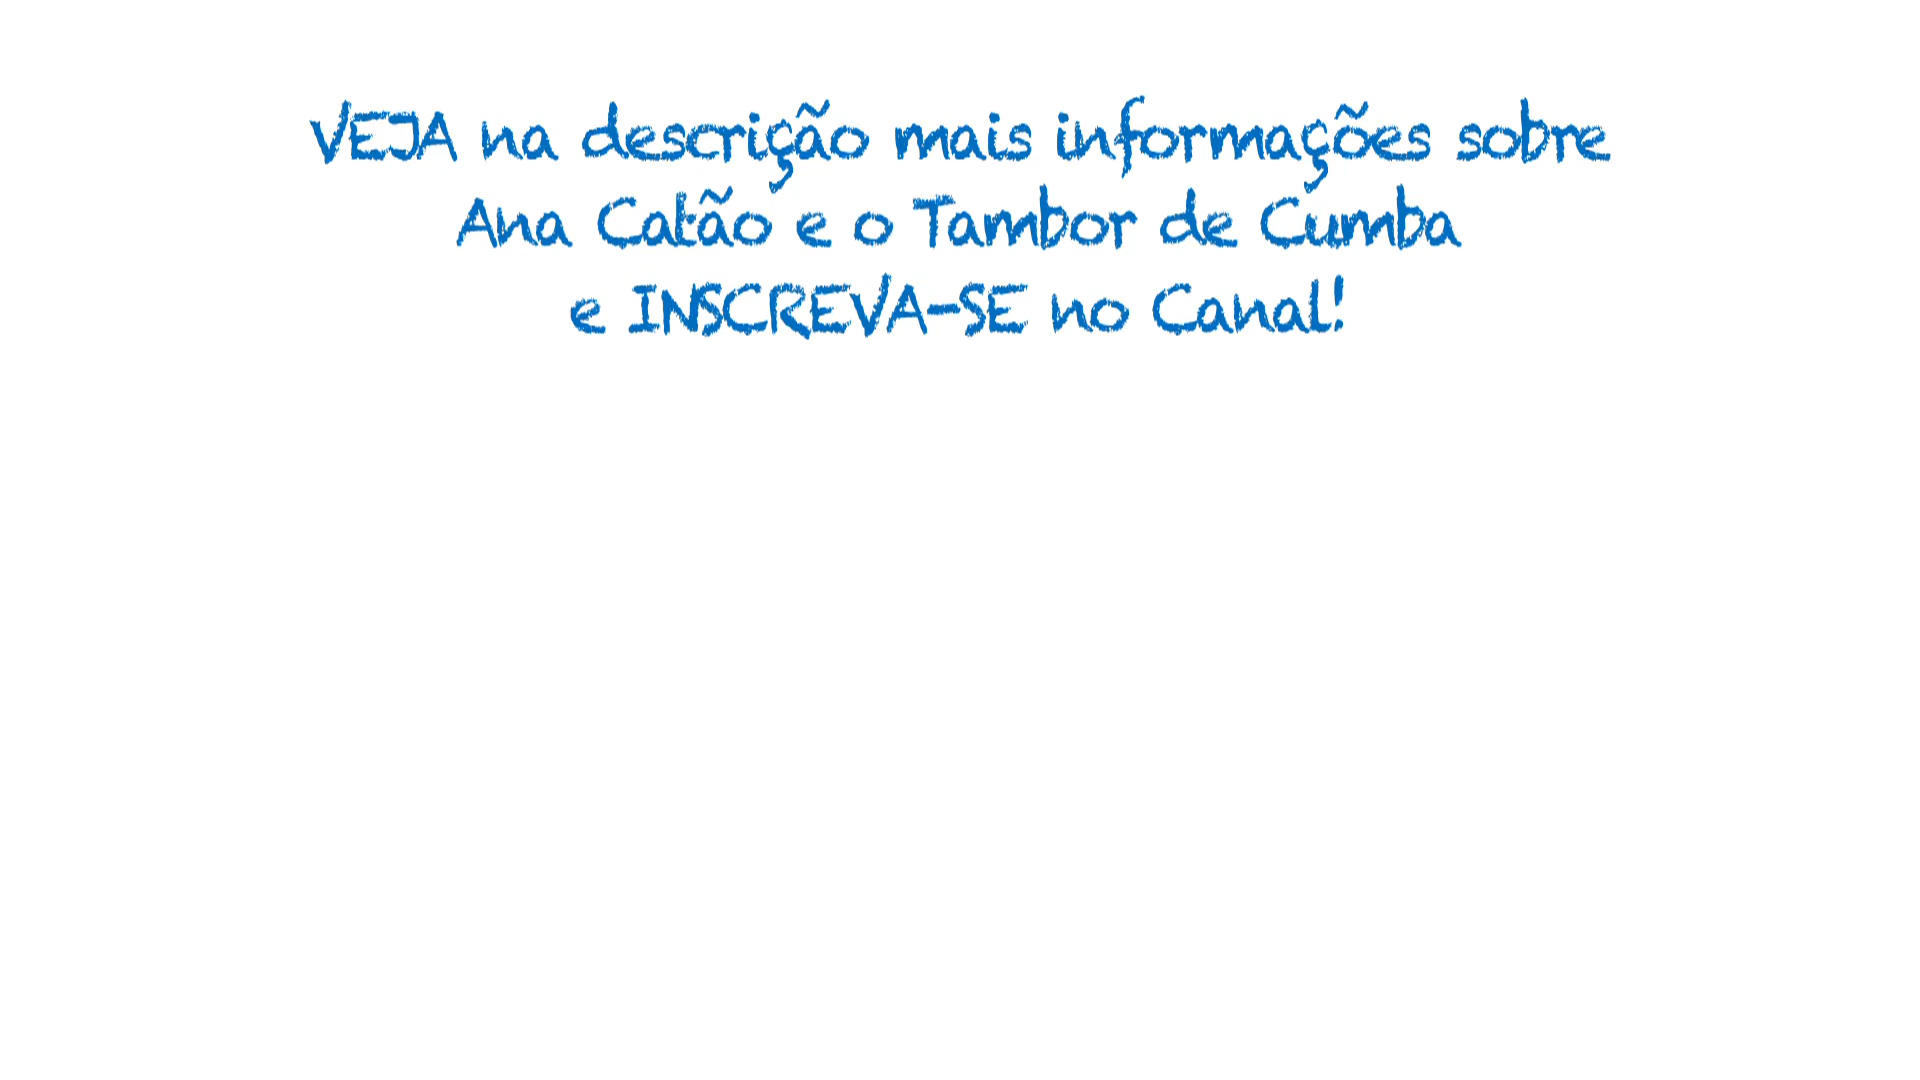 VEJA na descrição mais informações sobre
Ana Catão e o Tambor de Cumba
e INSCREVA-SE no Canal!